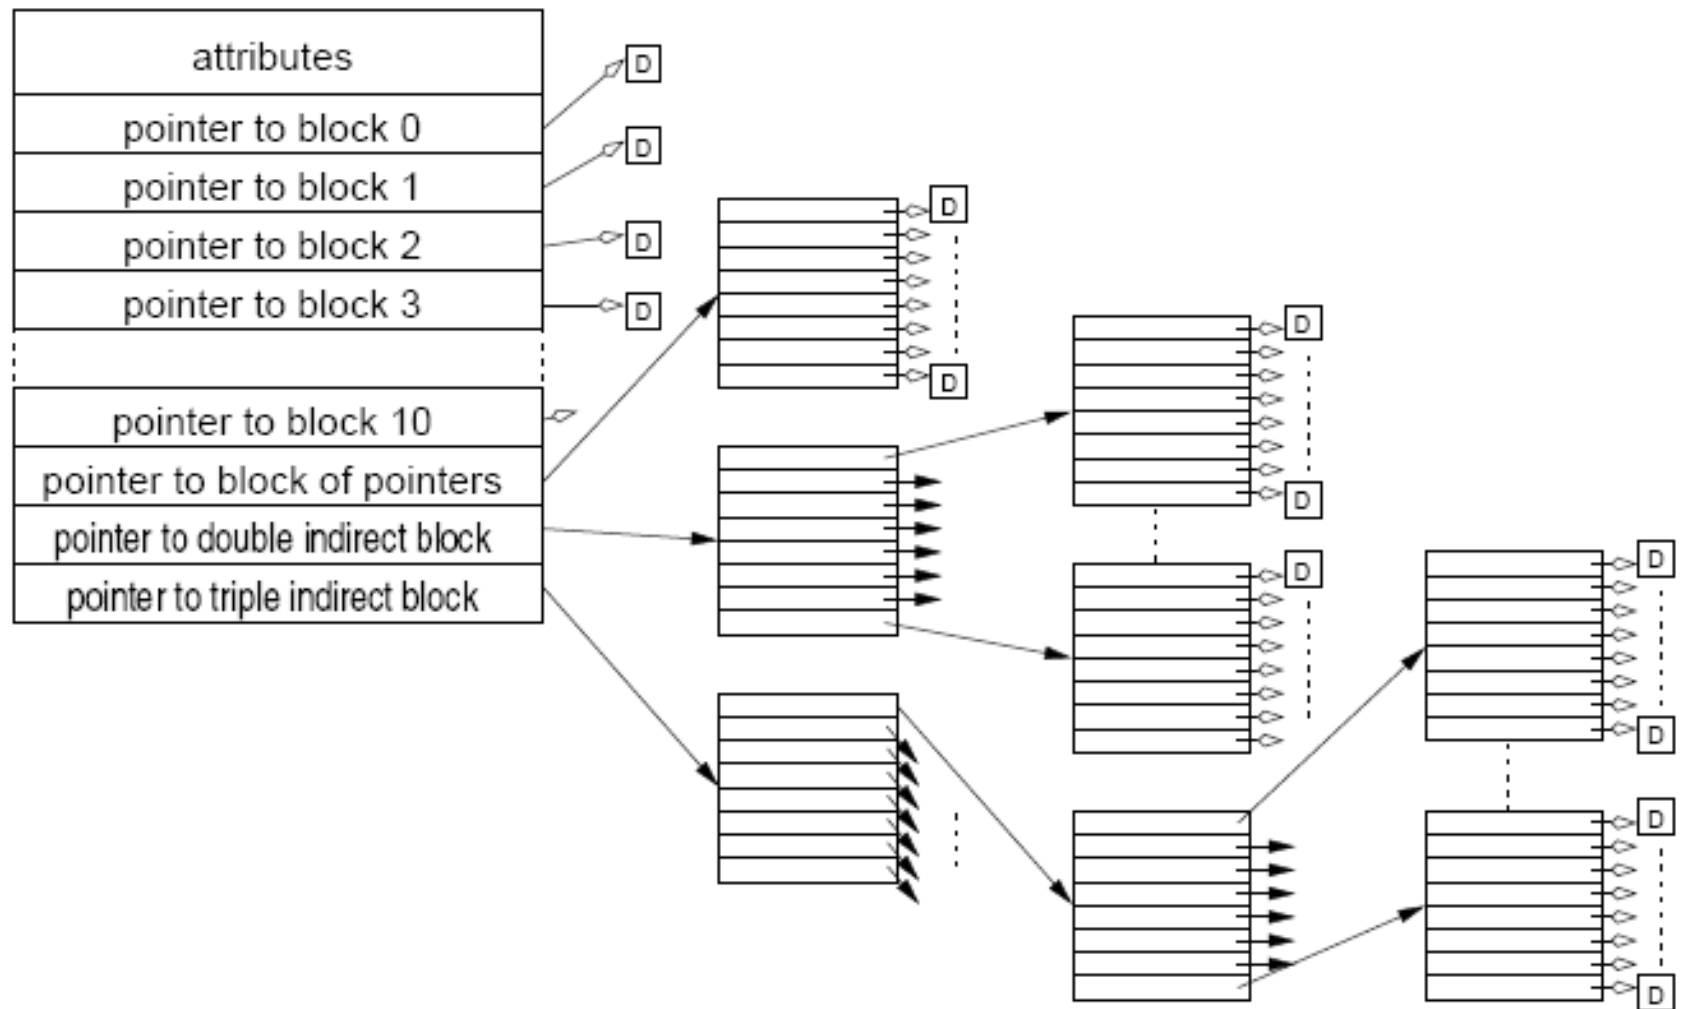 attributes
pointer to block 0
pointer to block 1
pointer to block 2
pointer to block 3
pointer to block 10
pointer to block of pointers
pointer to double indirect block
pointer to triple indirect block
D
D
D
D
D
D
D
D
D
D
D
D
D